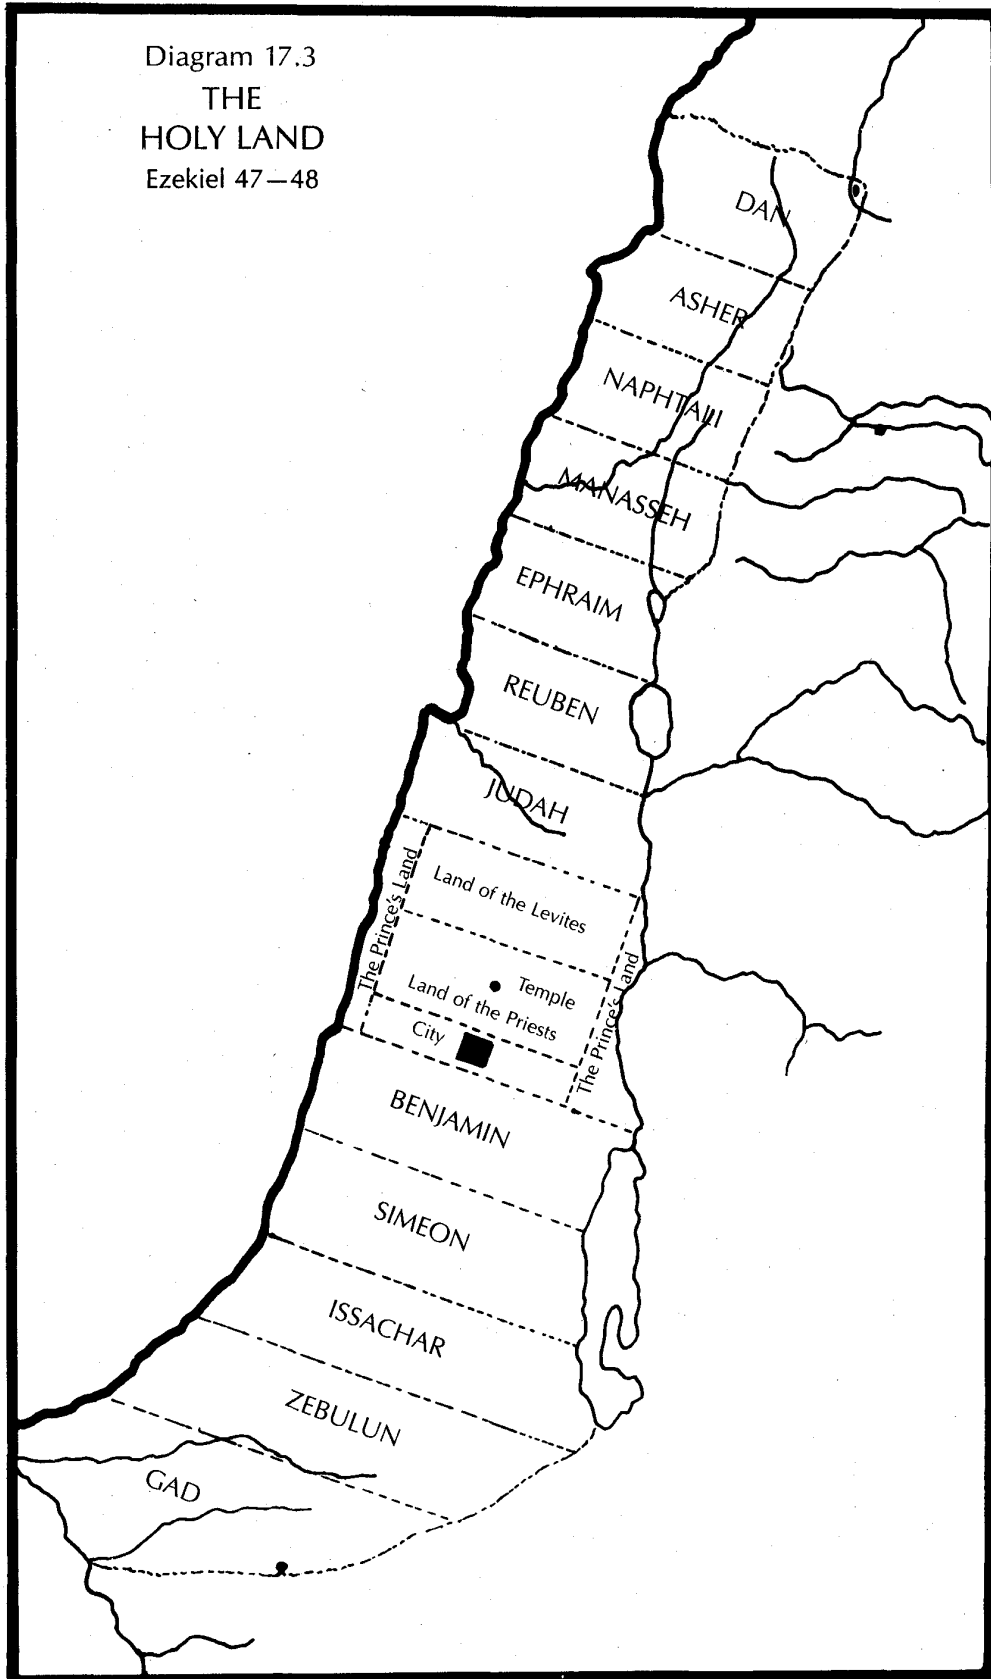 Diagram 17.3
THE
HOLY LAND
Ezekiel 47—48
DAN
ASHER
NAPHTALI
MANASSEH
EPHRAIM
REUBEN
JUDAH
The Prince's Land
Land of the Levites
Temple
Land of the Priests
The Prince's Land
City
BENJAMIN
SIMEON
ISSACHAR
ZEBULUN
GAD